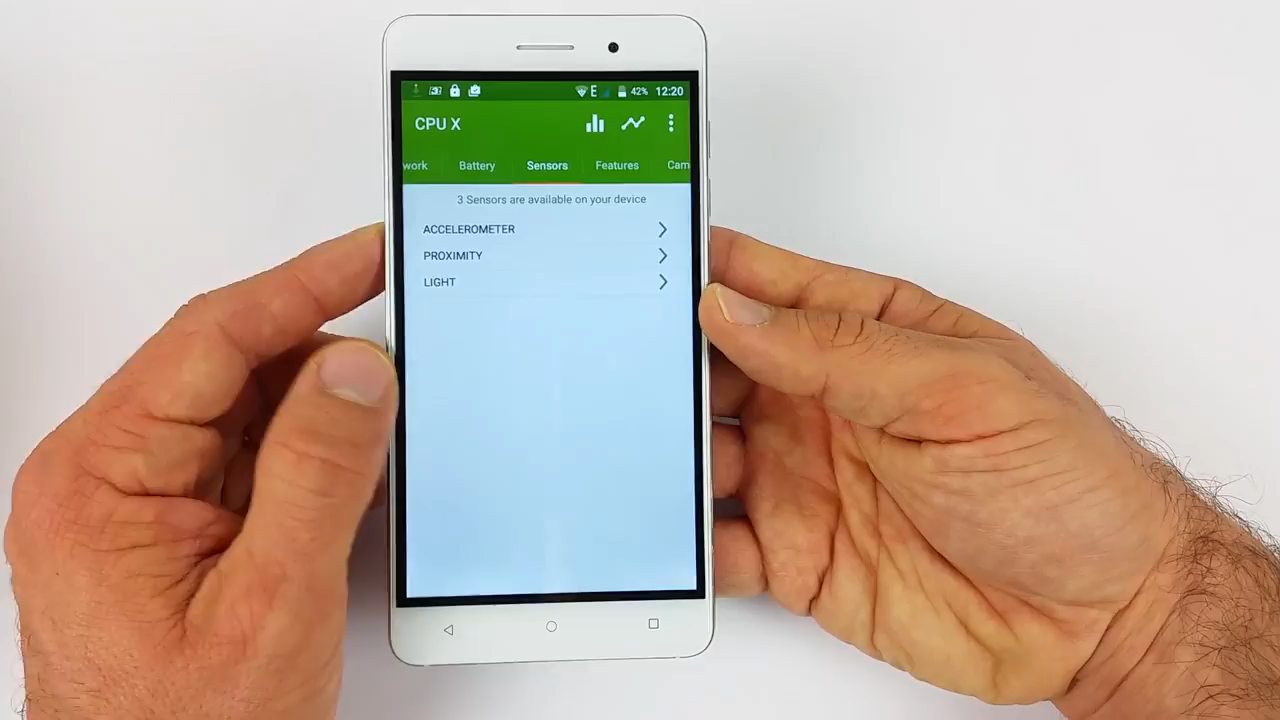 E 42% 12:20
CPU X
work Battery Sensors Features Cam
3 Sensors are available on your device
ACCELEROMETER
PROXIMITY
LIGHT